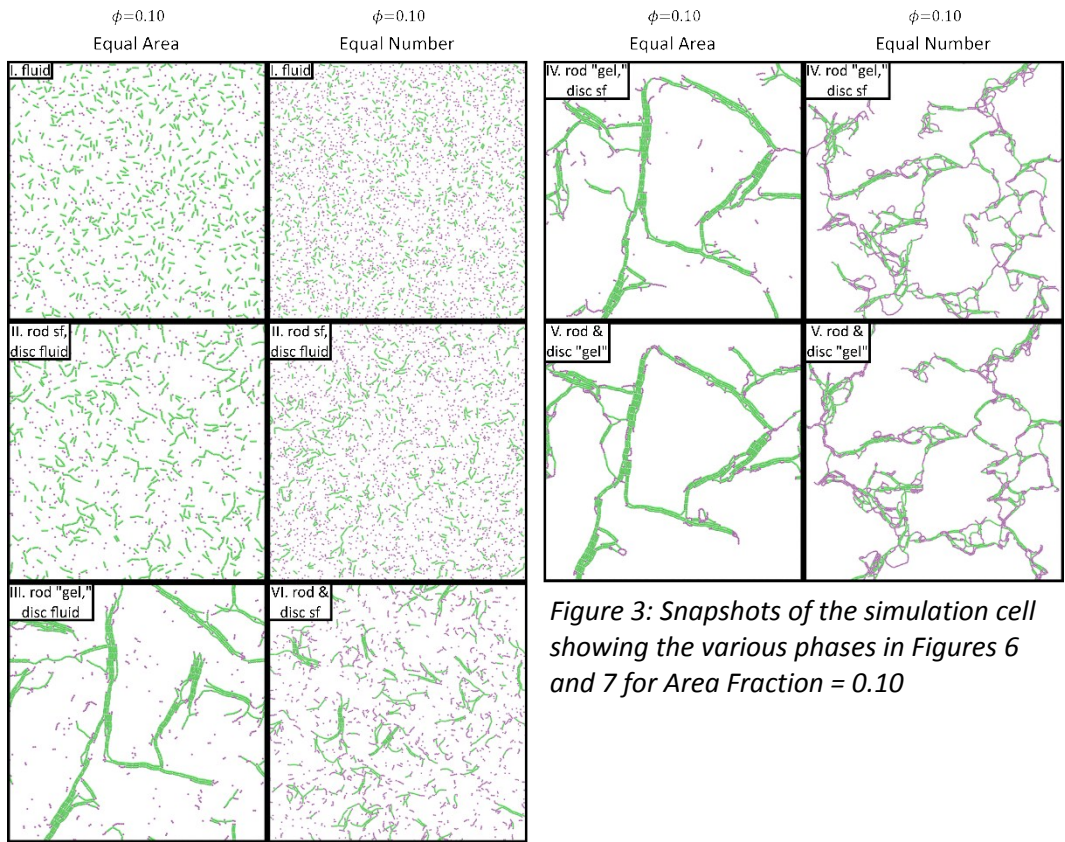 ϕ=0.10
Equal Area
ϕ=0.10
Equal Number
I. fluid
I. fluid
II. rod sf,
disc fluid
II. rod sf,
disc fluid
III. rod "gel,"
disc fluid
VI. rod &
disc sf
ϕ=0.10
Equal Area
ϕ=0.10
Equal Number
IV. rod "gel,"
disc sf
IV. rod "gel,"
disc sf
V. rod &
disc "gel"
V. rod &
disc "gel"
Figure 3: Snapshots of the simulation cell
showing the various phases in Figures 6
and 7 for Area Fraction = 0.10